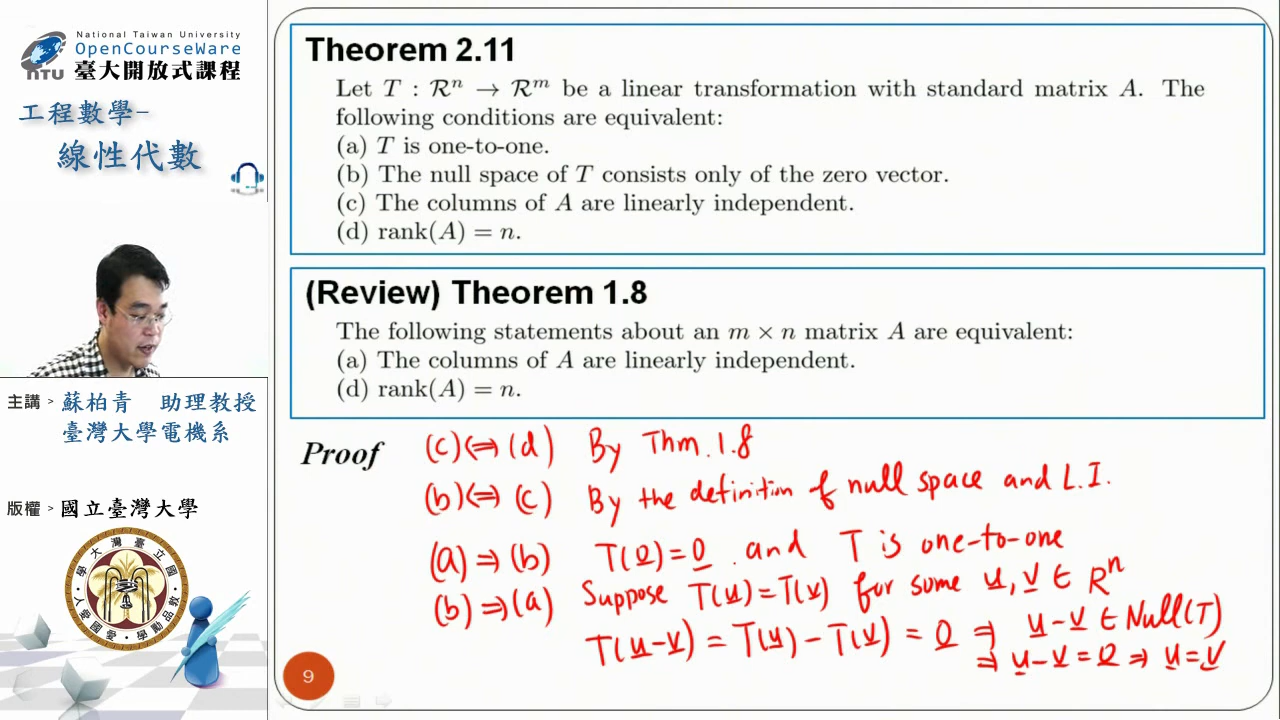 National Taiwan University
OpenCourseWare
NTU 臺大開放式課程
工程數學-
線性代數
主講 > 蘇柏青 助理教授
臺灣大學電機系
版權 > 國立臺灣大學
Theorem 2.11
Let T : Rⁿ → Rᵐ be a linear transformation with standard matrix A. The
following conditions are equivalent:
(a) T is one-to-one.
(b) The null space of T consists only of the zero vector.
(c) The columns of A are linearly independent.
(d) rank(A) = n.
(Review) Theorem 1.8
The following statements about an m × n matrix A are equivalent:
(a) The columns of A are linearly independent.
(d) rank(A) = n.
Proof (c)⇔(d) By Thm. 1.8
(b)⇔(c) By the definition of null space and L.I.
(a)⇒(b) T(0)=0 and T is one-to-one
(b)⇒(a) Suppose T(u)=T(v) for some u, v ∈ Rⁿ
T(u-v) = T(u) - T(v) = 0 ⇒ u-v ∈ Null(T)
⇒ u-v=0 ⇒ u=v
9